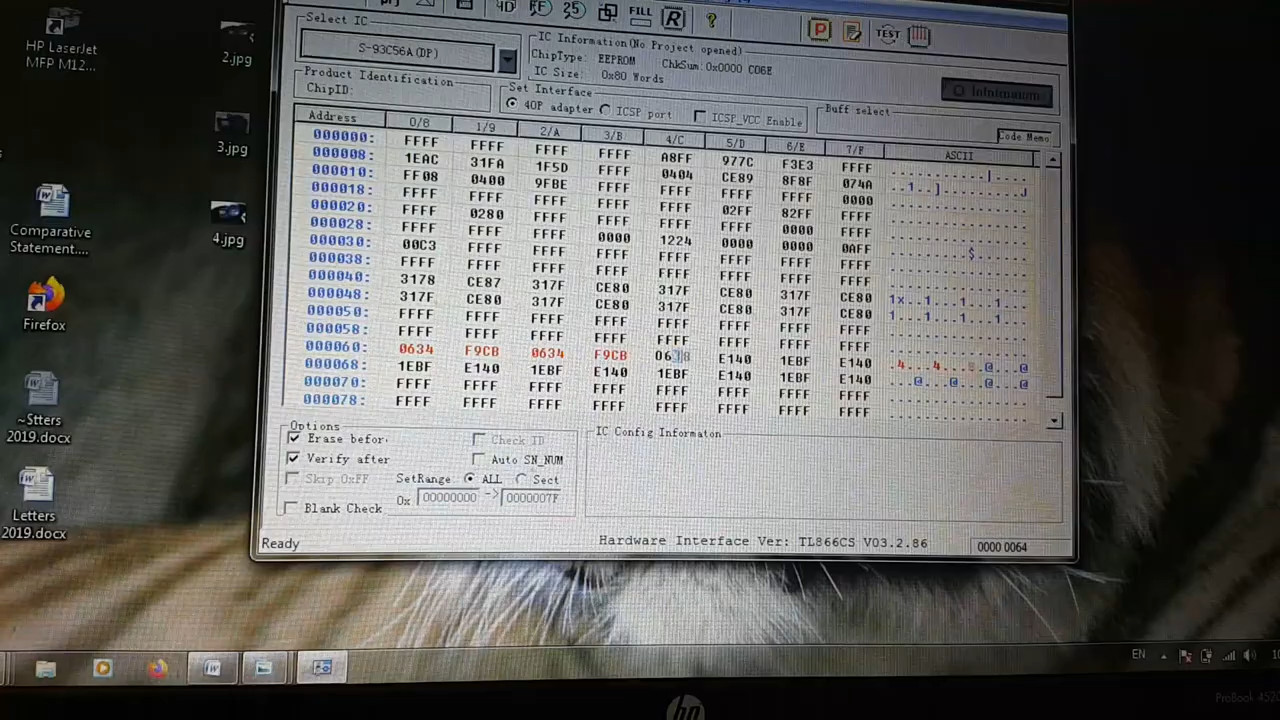 HP LaserJet
MFP M12...
2.jpg
3.jpg
4.jpg
Comparative
Statement....
Firefox
~$tters
2019.docx
Letters
2019.docx
FILL
R
?
P
TEST
Select IC
S-93C56A(DP)
IC Information(No Project opened)
ChipType: EEPROM ChkSum:0x0000 C06E
IC Size: 0x80 Words
Product Identification
ChipID:
Set Interface
40P adapter ICSP port ICSP_VCC Enable
Buff select
Code Memo
Address 0/8 1/9 2/A 3/B 4/C 5/D 6/E 7/F ASCII
000000: FFFF FFFF FFFF FFFF A8FF 977C F3E3 FFFF
000008: 1EAC 31FA 1F5D FFFF 0404 CE89 8F8F 074A
000010: FF08 0400 9FBE FFFF FFFF FFFF FFFF 0000
000018: FFFF FFFF FFFF FFFF FFFF 02FF 82FF FFFF
000020: FFFF 0280 FFFF FFFF FFFF FFFF 0000 FFFF
000028: FFFF FFFF FFFF 0000 1224 0000 0000 0AFF
000030: 00C3 FFFF FFFF FFFF FFFF FFFF FFFF FFFF
000038: FFFF FFFF FFFF FFFF FFFF FFFF FFFF FFFF
000040: 3178 CE87 317F CE80 317F CE80 317F CE80
000048: 317F CE80 317F CE80 317F CE80 317F CE80
000050: FFFF FFFF FFFF FFFF FFFF FFFF FFFF FFFF
000058: FFFF FFFF FFFF FFFF FFFF FFFF FFFF FFFF
000060: 0634 F9CB 0634 F9CB E140 1EBF E140
000068: 1EBF E140 1EBF E140 1EBF E140 1EBF E140
000070: FFFF FFFF FFFF FFFF FFFF FFFF FFFF FFFF
000078: FFFF FFFF FFFF FFFF FFFF FFFF FFFF FFFF
Options
Erase befor
Check ID
Verify after
Auto SN_NUM
Skip 0xFF
SetRange ALL Sect
0x 00000000 -> 0000007F
Blank Check
IC Config Informaton
Ready
Hardware Interface Ver: TL866CS V03.2.86
0000 0064
EN
hp
ProBook